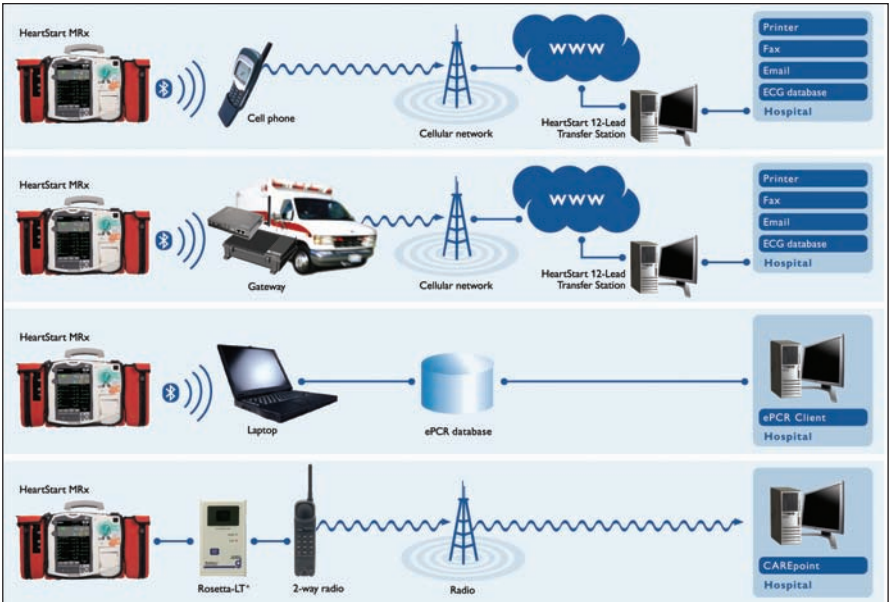 HeartStart MRx
Cell phone
Cellular network
www
HeartStart 12-Lead
Transfer Station
Printer
Fax
Email
ECG database
Hospital
HeartStart MRx
Gateway
Cellular network
www
HeartStart 12-Lead
Transfer Station
Printer
Fax
Email
ECG database
Hospital
HeartStart MRx
Laptop
ePCR database
ePCR Client
Hospital
HeartStart MRx
Rosetta-LT*
2-way radio
Radio
CAREpoint
Hospital